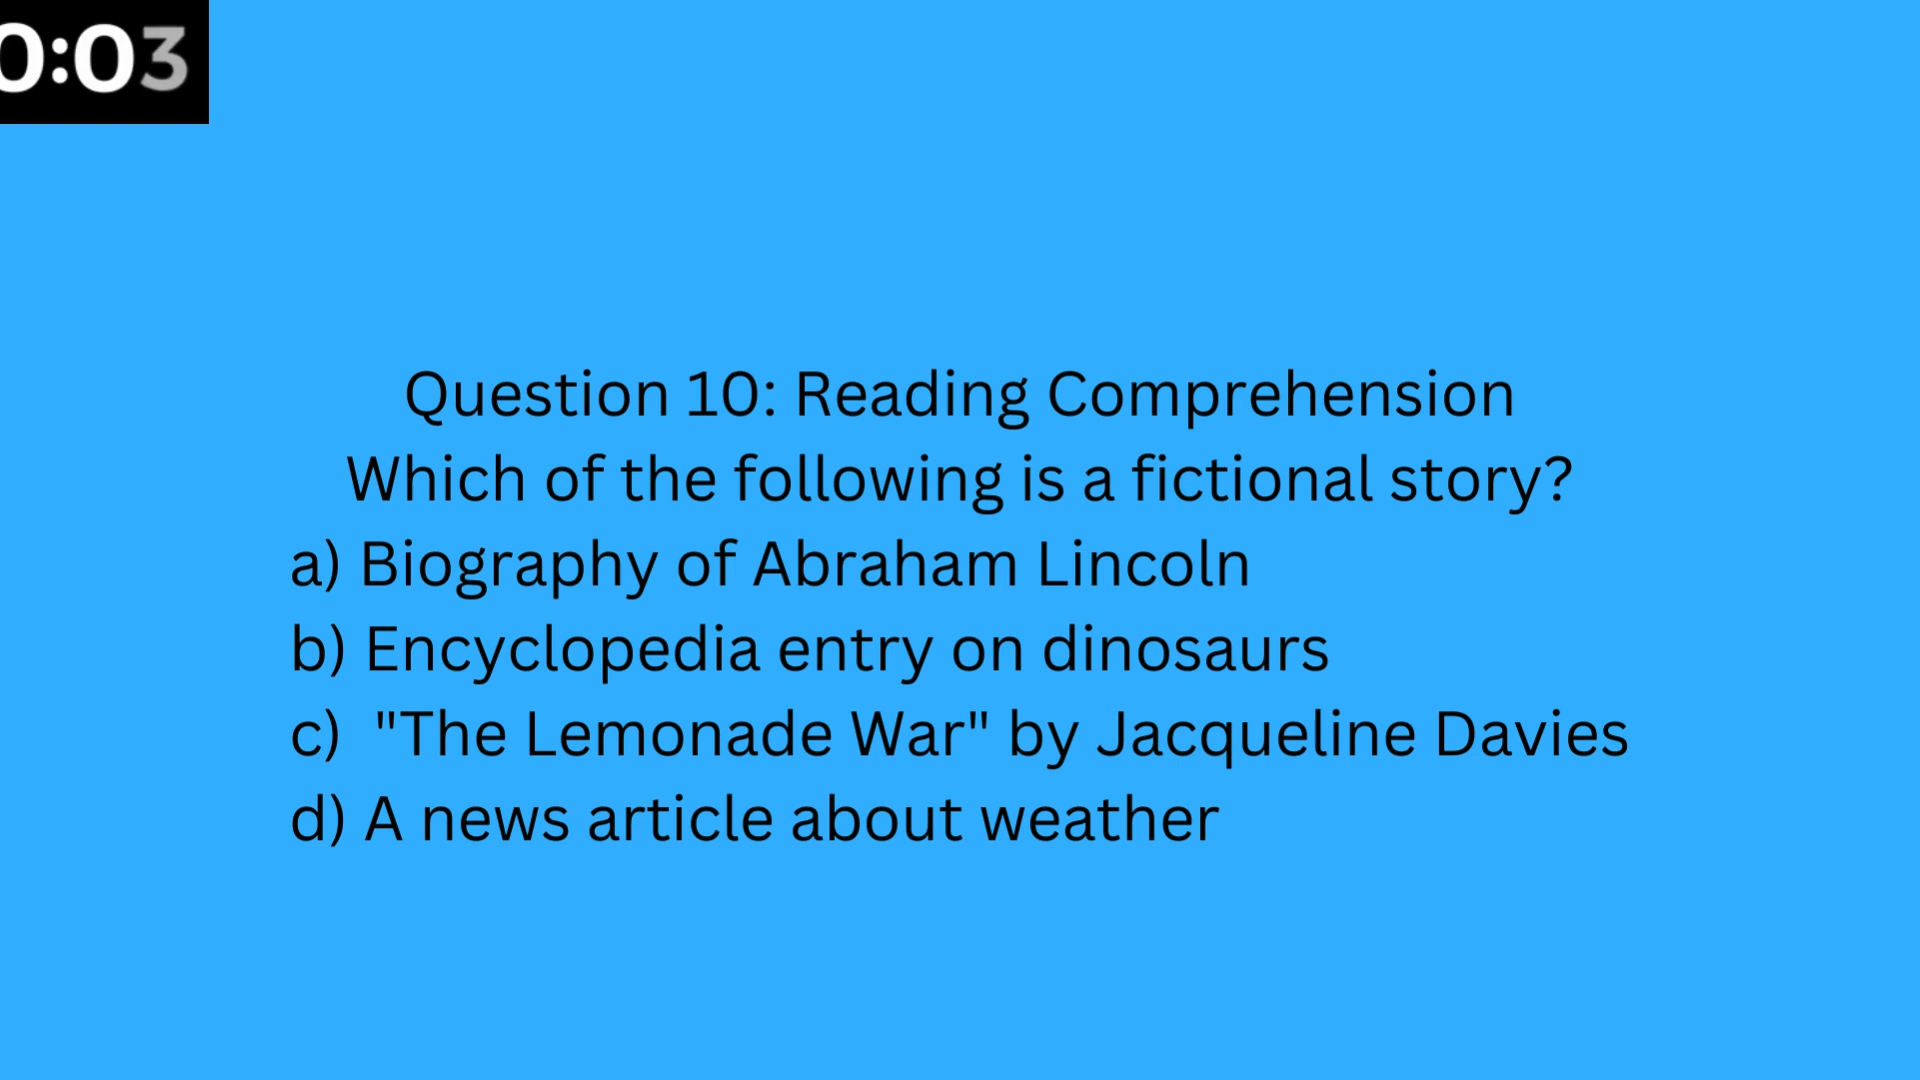 0:03
Question 10: Reading Comprehension
Which of the following is a fictional story?
a) Biography of Abraham Lincoln
b) Encyclopedia entry on dinosaurs
c)  "The Lemonade War" by Jacqueline Davies
d) A news article about weather